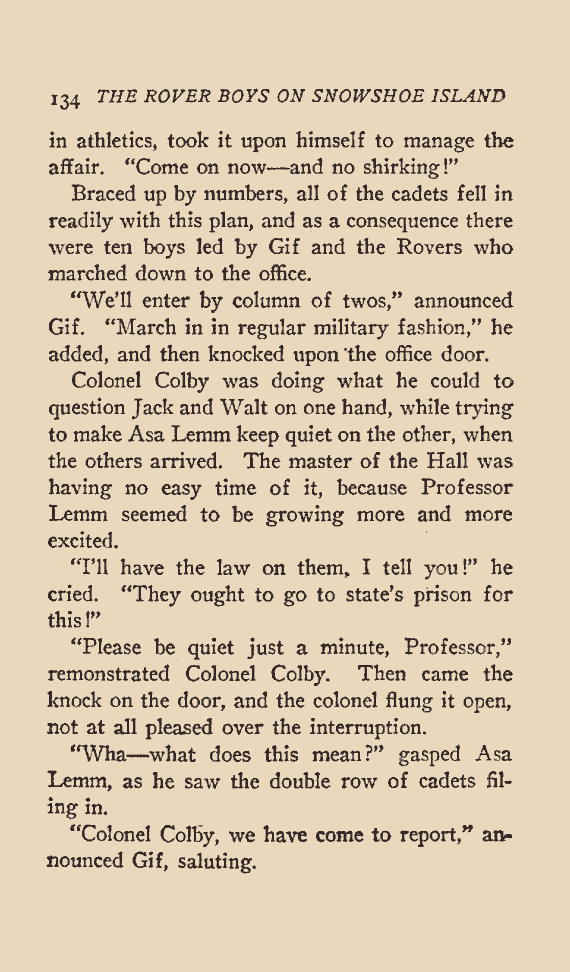 134 THE ROVER BOYS ON SNOWSHOE ISLAND
in athletics, took it upon himself to manage the
affair. "Come on now—and no shirking!"
Braced up by numbers, all of the cadets fell in
readily with this plan, and as a consequence there
were ten boys led by Gif and the Rovers who
marched down to the office.
"We'll enter by column of twos," announced
Gif. "March in in regular military fashion," he
added, and then knocked upon the office door.
Colonel Colby was doing what he could to
question Jack and Walt on one hand, while trying
to make Asa Lemm keep quiet on the other, when
the others arrived. The master of the Hall was
having no easy time of it, because Professor
Lemm seemed to be growing more and more
excited.
"I'll have the law on them, I tell you!" he
cried. "They ought to go to state's prison for
this!"
"Please be quiet just a minute, Professor,"
remonstrated Colonel Colby. Then came the
knock on the door, and the colonel flung it open,
not at all pleased over the interruption.
"Wha—what does this mean?" gasped Asa
Lemm, as he saw the double row of cadets fil-
ing in.
"Colonel Colby, we have come to report," an-
nounced Gif, saluting.